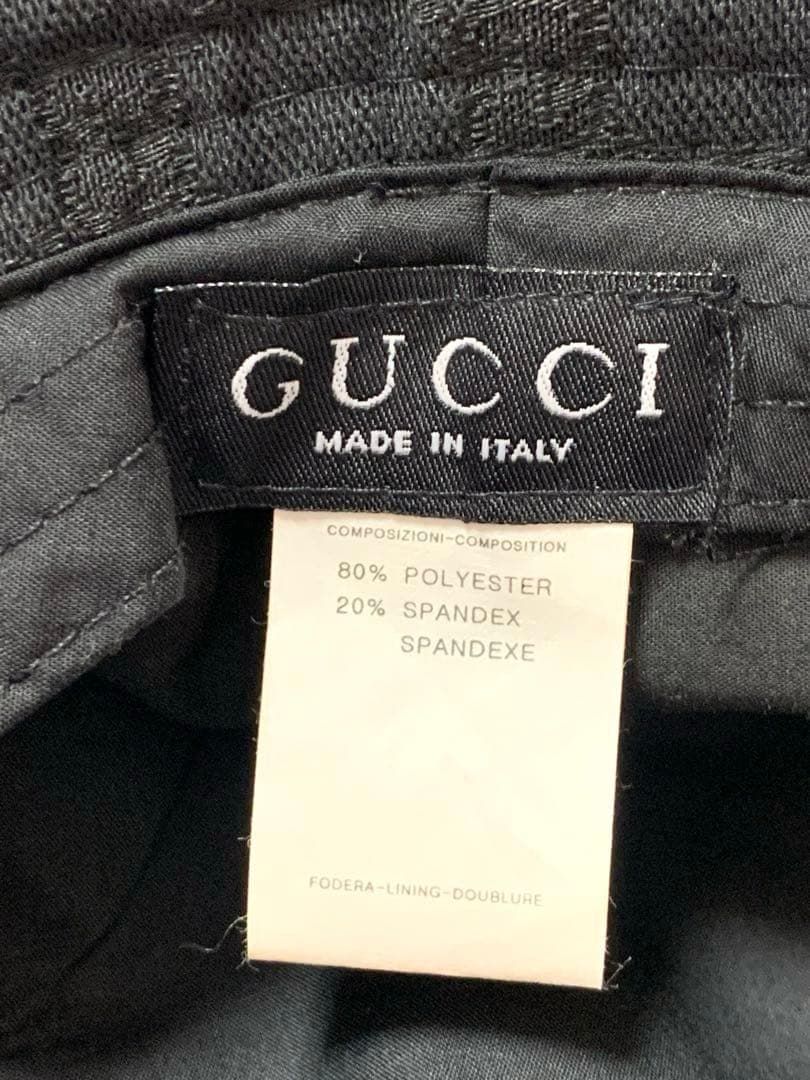 GUCCI
MADE IN ITALY
COMPOSIZIONI-COMPOSITION
80% POLYESTER
20% SPANDEX
SPANDEXE
FODERA-LINING-DOUBLURE